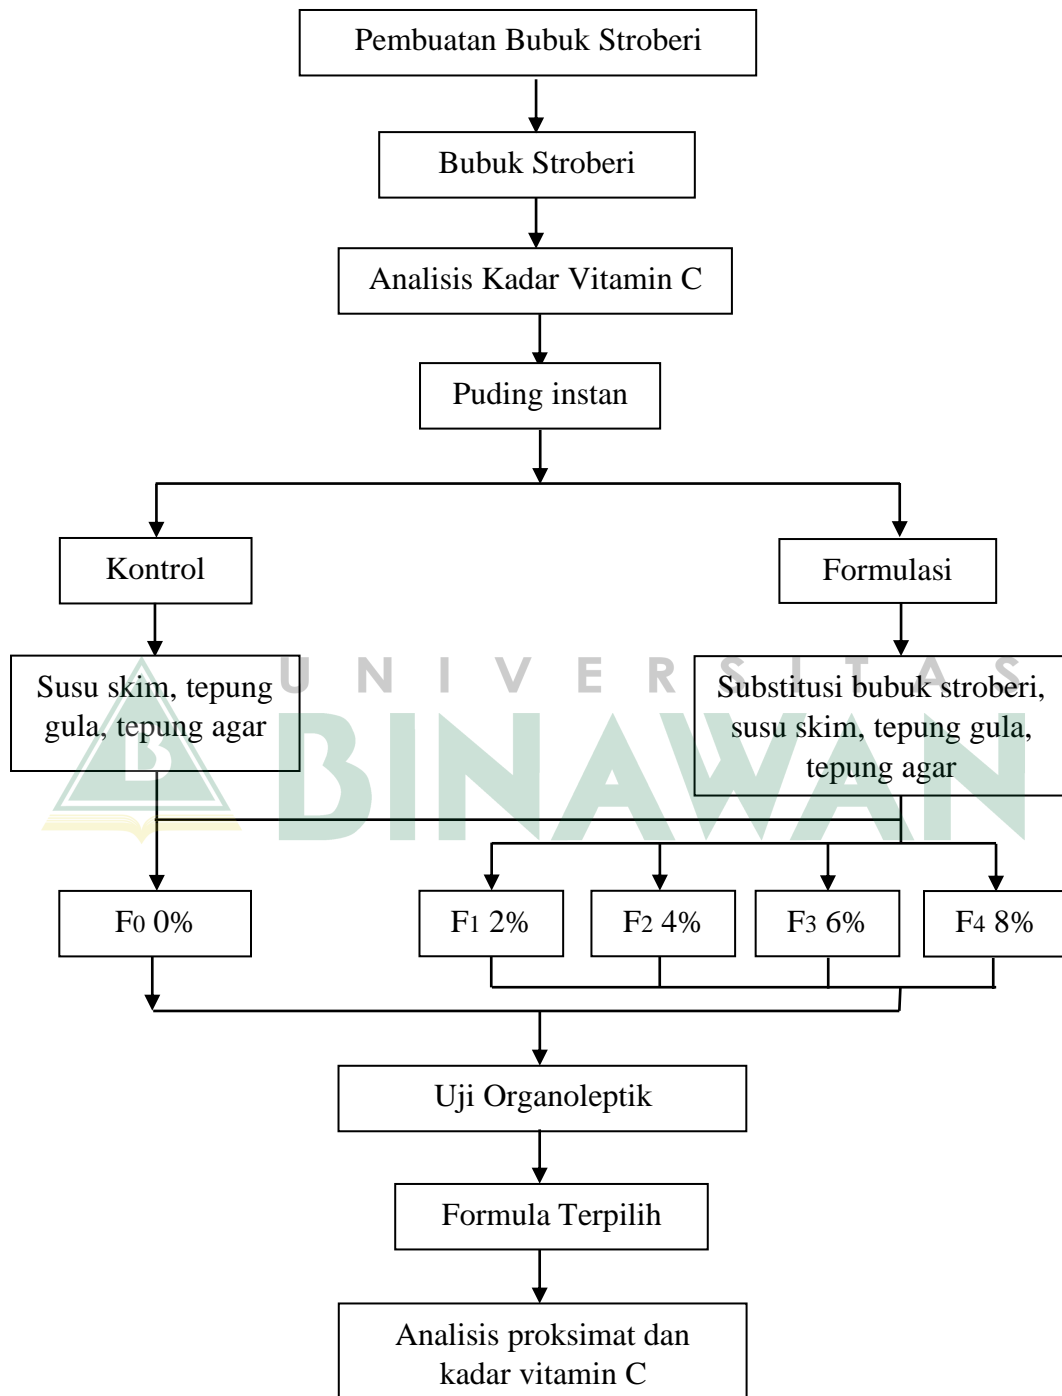 Pembuatan Bubuk Stroberi
Bubuk Stroberi
Analisis Kadar Vitamin C
Puding instan
Kontrol
Formulasi
Susu skim, tepung
gula, tepung agar
Substitusi bubuk stroberi,
susu skim, tepung gula,
tepung agar
UNIVERSITAS
B
BINAWAN
F0 0%
F1 2%
F2 4%
F3 6%
F4 8%
Uji Organoleptik
Formula Terpilih
Analisis proksimat dan
kadar vitamin C